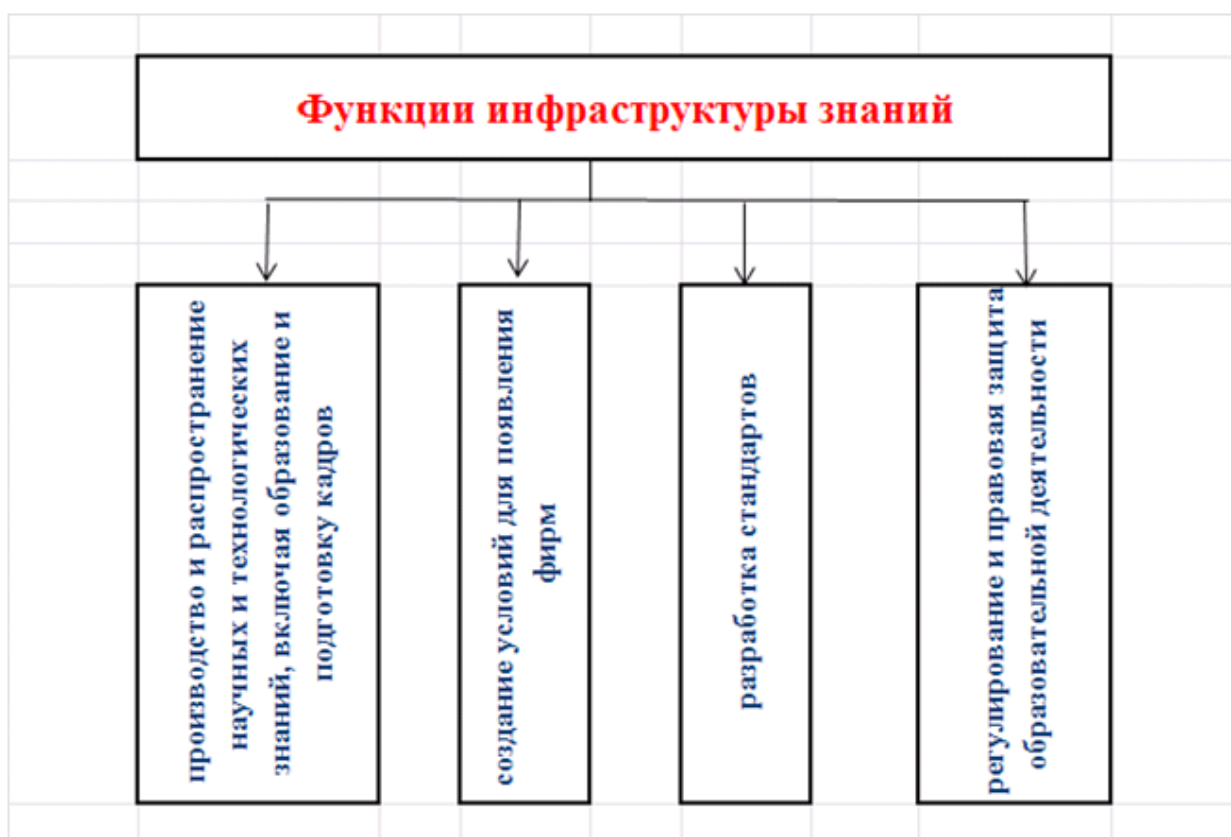 Функции инфраструктуры знаний
производство и распространение
научных и технологических
знаний, включая образование и
подготовку кадров
создание условий для появления
фирм
разработка стандартов
регулирование и правовая защита
образовательной деятельности